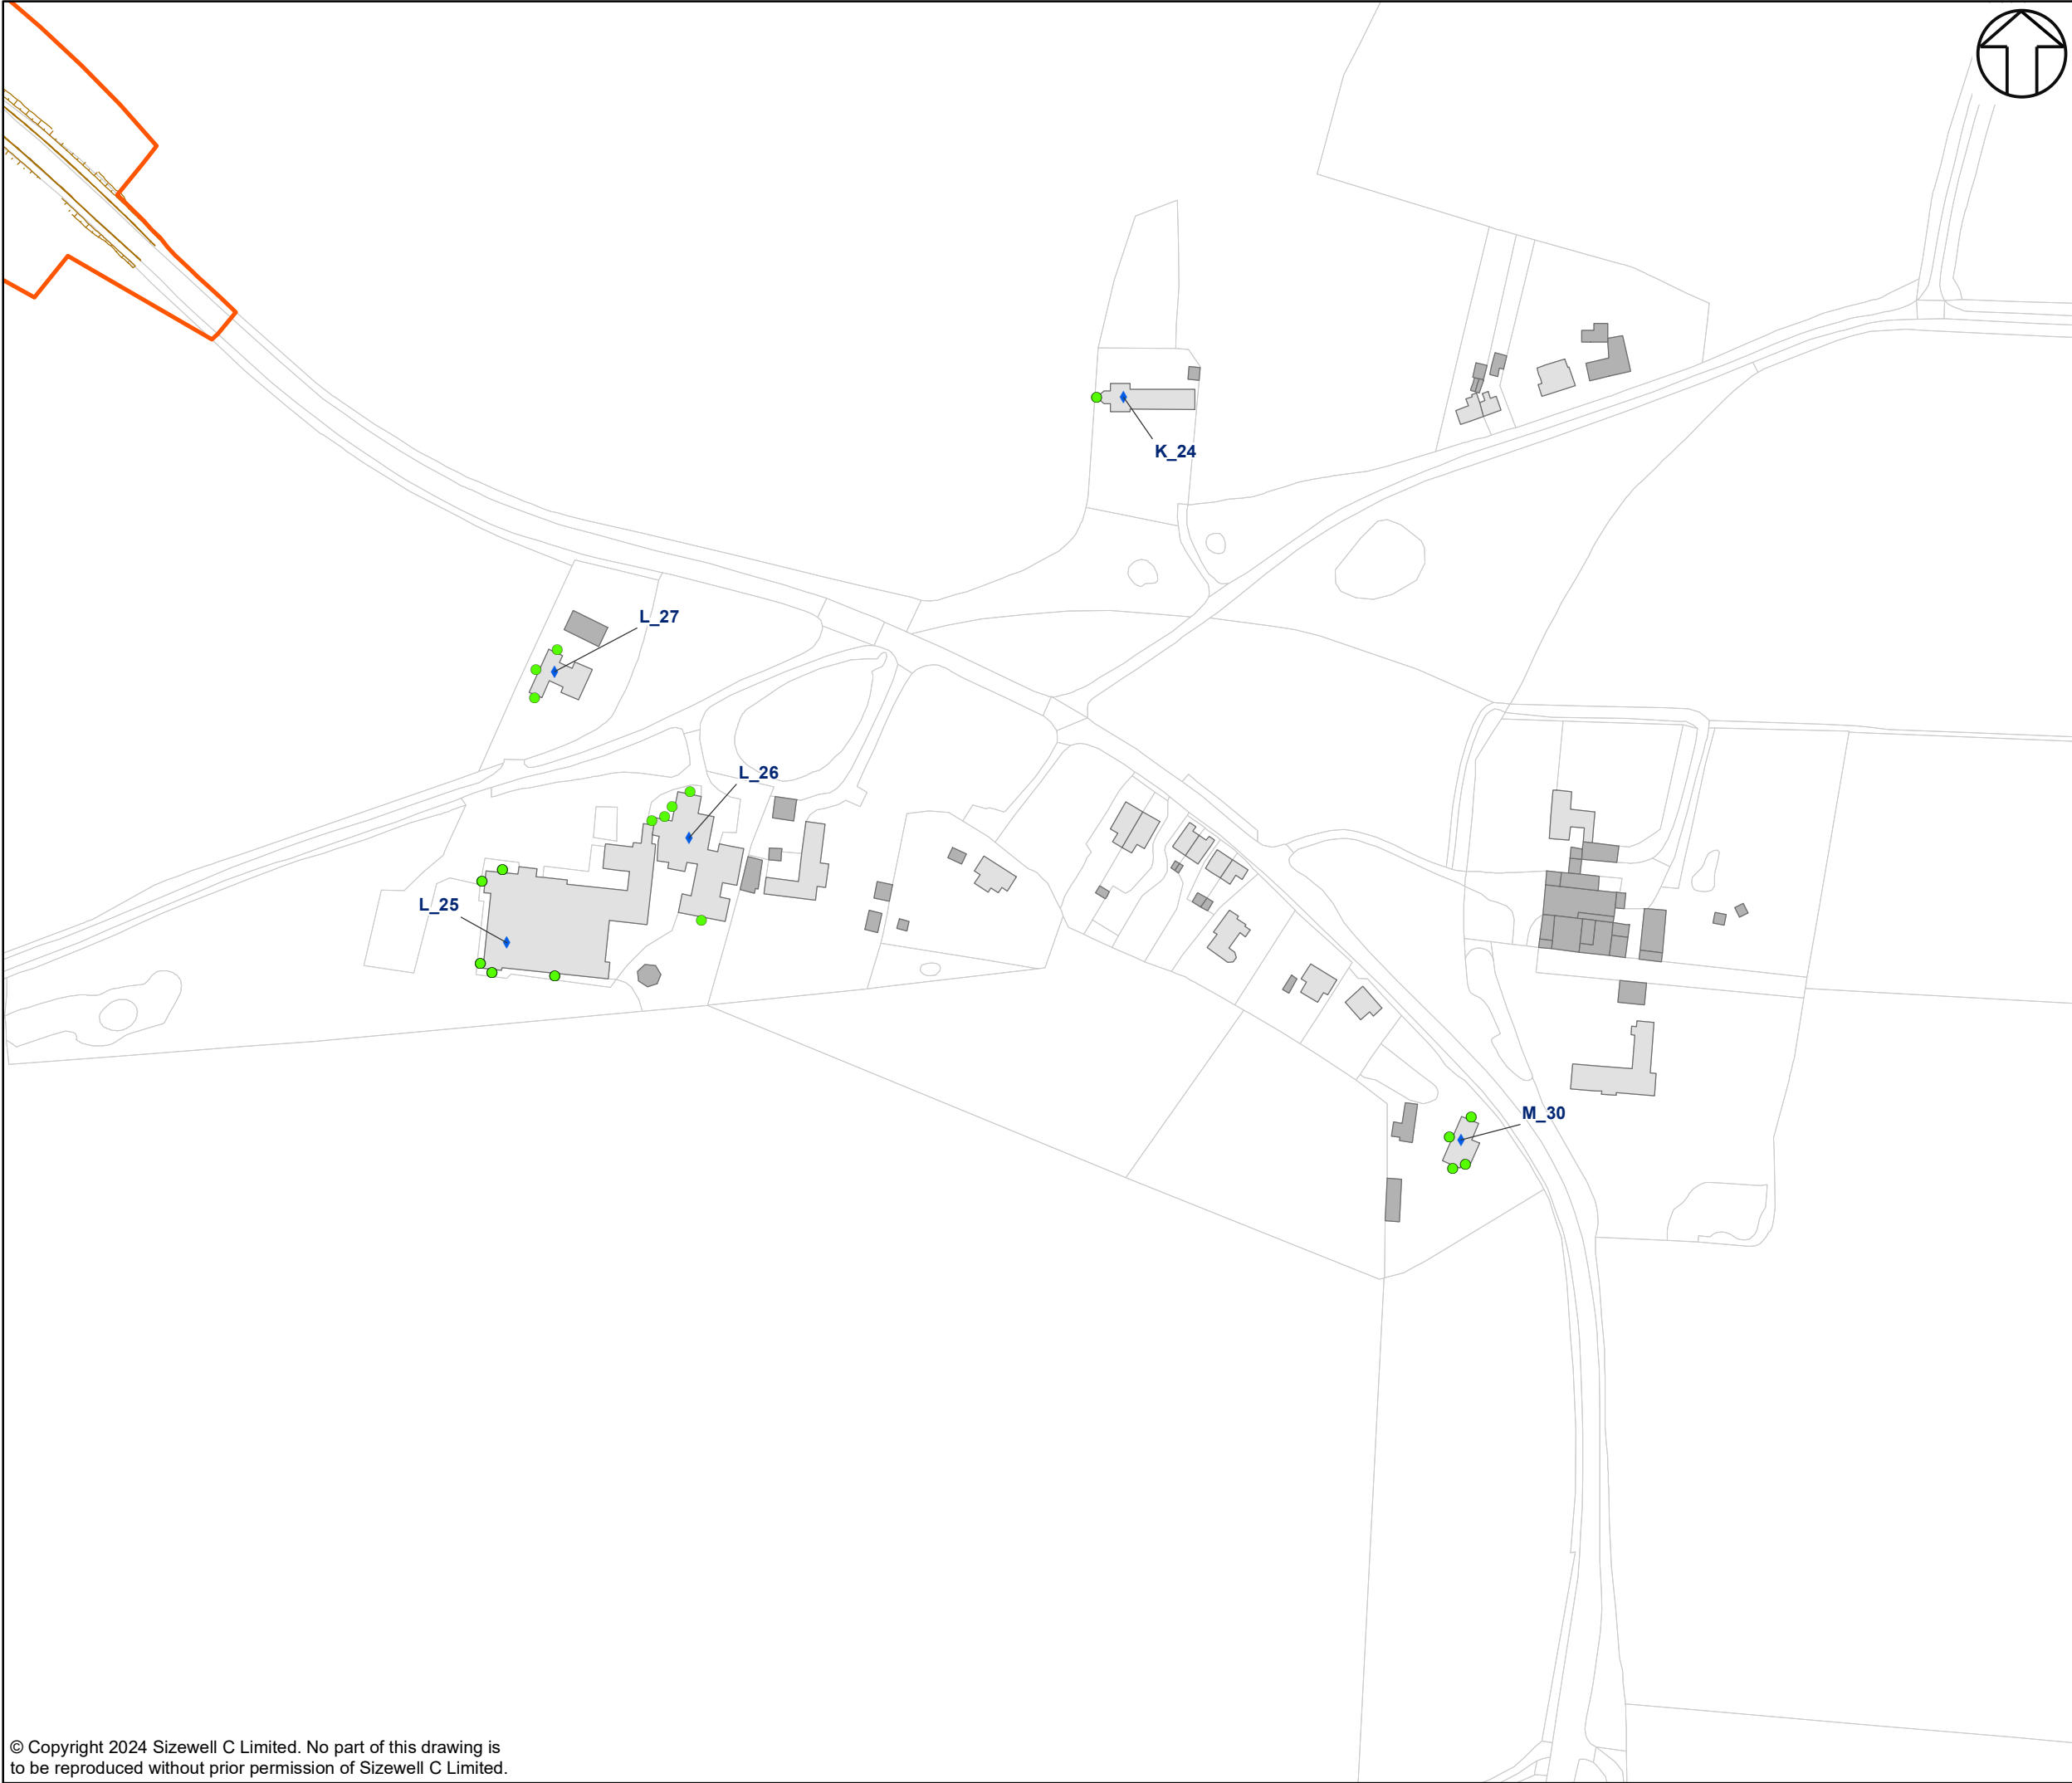 K_24
L_27
L_26
L_25
M_30
© Copyright 2024 Sizewell C Limited. No part of this drawing is
to be reproduced without prior permission of Sizewell C Limited.